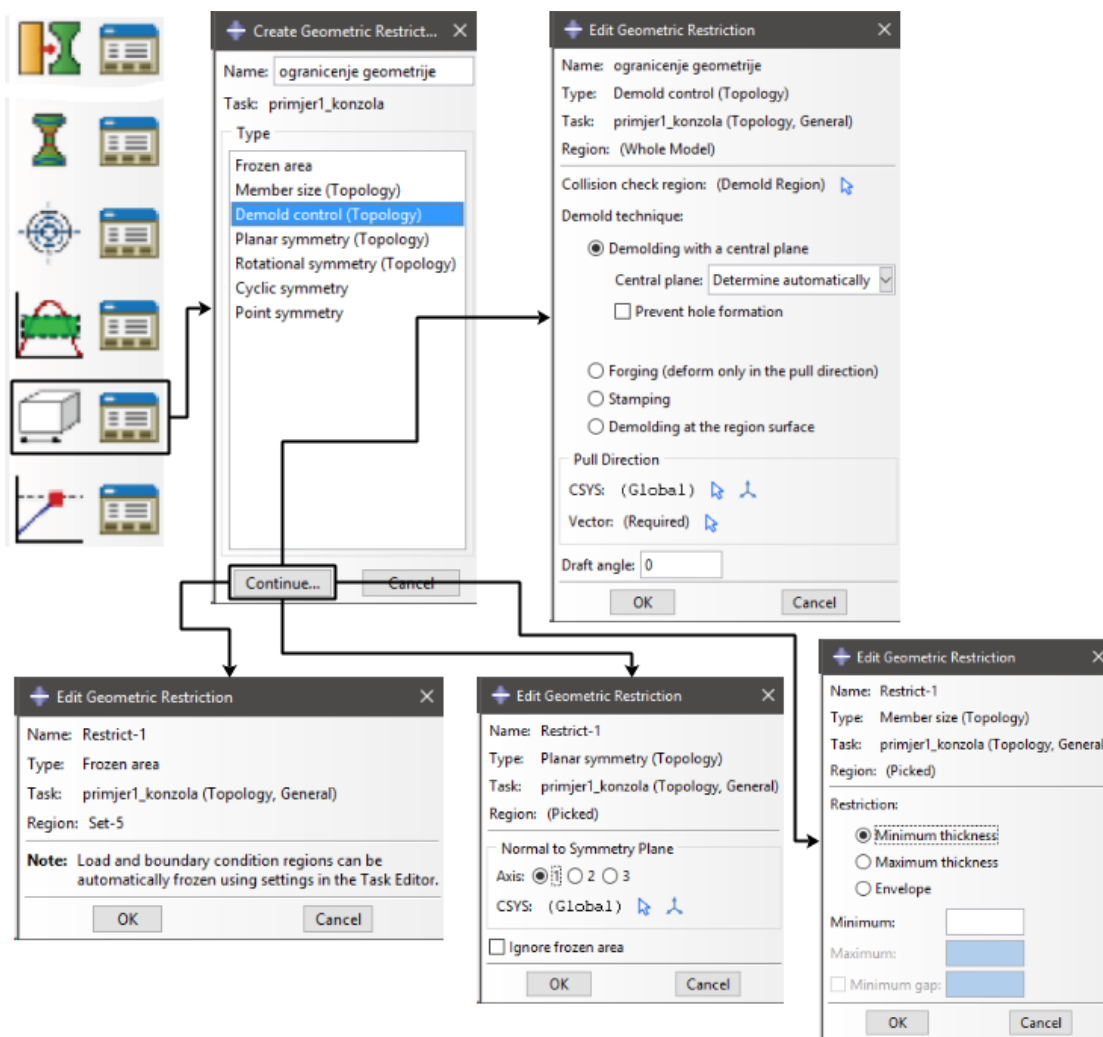 Create Geometric Restrict...
Name: ogranicenje geometrije
Task: primjer1_konzola
Type
Frozen area
Member size (Topology)
Demold control (Topology)
Planar symmetry (Topology)
Rotational symmetry (Topology)
Cyclic symmetry
Point symmetry
Continue...
Cancel
Edit Geometric Restriction
Name: ogranicenje geometrije
Type: Demold control (Topology)
Task: primjer1_konzola (Topology, General)
Region: (Whole Model)
Collision check region: (Demold Region)
Demold technique:
Demolding with a central plane
Central plane: Determine automatically
Prevent hole formation
Forging (deform only in the pull direction)
Stamping
Demolding at the region surface
Pull Direction
CSYS: (Global)
Vector: (Required)
Draft angle: 0
OK Cancel
Edit Geometric Restriction
Name: Restrict-1
Type: Frozen area
Task: primjer1_konzola (Topology, General)
Region: Set-5
Note: Load and boundary condition regions can be
automatically frozen using settings in the Task Editor.
OK Cancel
Edit Geometric Restriction
Name: Restrict-1
Type: Planar symmetry (Topology)
Task: primjer1_konzola (Topology, General)
Region: (Picked)
Normal to Symmetry Plane
Axis: 1 2 3
CSYS: (Global)
Ignore frozen area
OK Cancel
Edit Geometric Restriction
Name: Restrict-1
Type: Member size (Topology)
Task: primjer1_konzola (Topology, General
Region: (Picked)
Restriction:
Minimum thickness
Maximum thickness
Envelope
Minimum:
Maximum:
Minimum gap:
OK Cancel